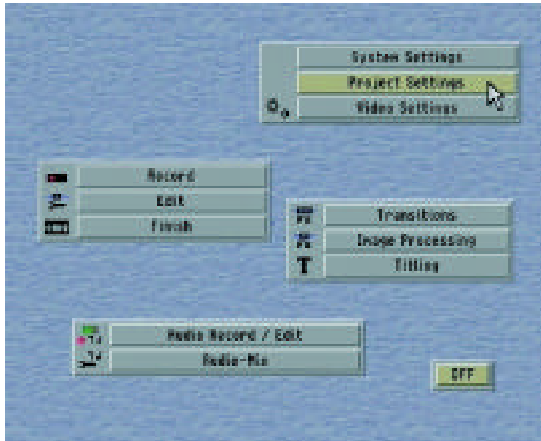 System Settings
Project Settings
Video Settings
Record
Edit
Finish
Transitions
Image Processing
T
Titling
Audio Record / Edit
Audio-Mix
OFF